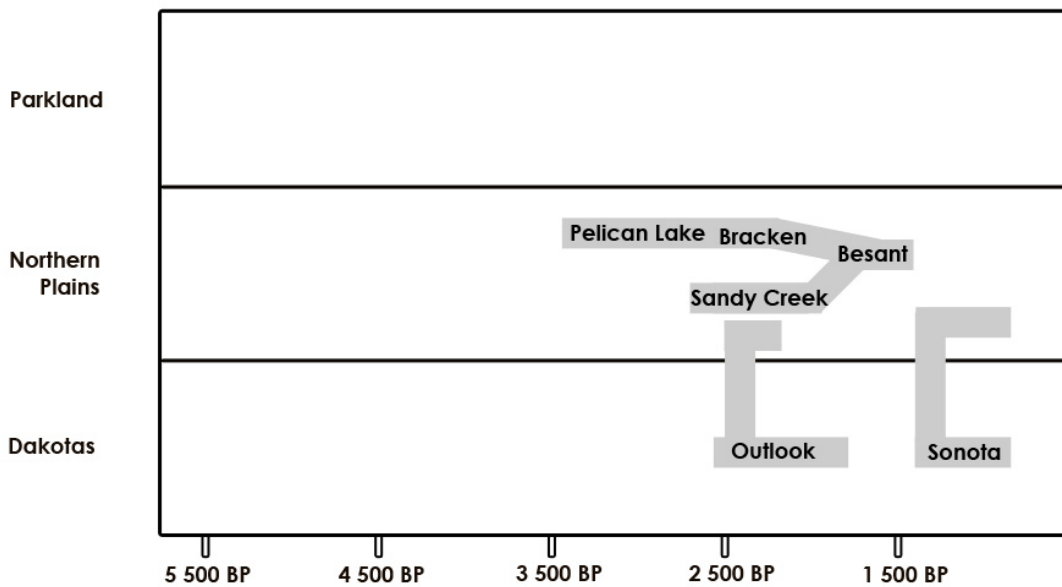 Parkland
Pelican Lake Bracken
Besant
Northern
Plains
Sandy Creek
Dakotas
Outlook
Sonota
5 500 BP 4 500 BP 3 500 BP 2 500 BP 1 500 BP